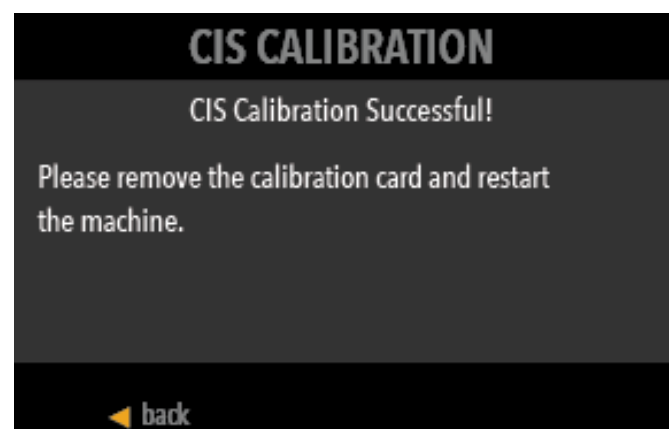 CIS CALIBRATION
CIS Calibration Successful!
Please remove the calibration card and restart
the machine.
back